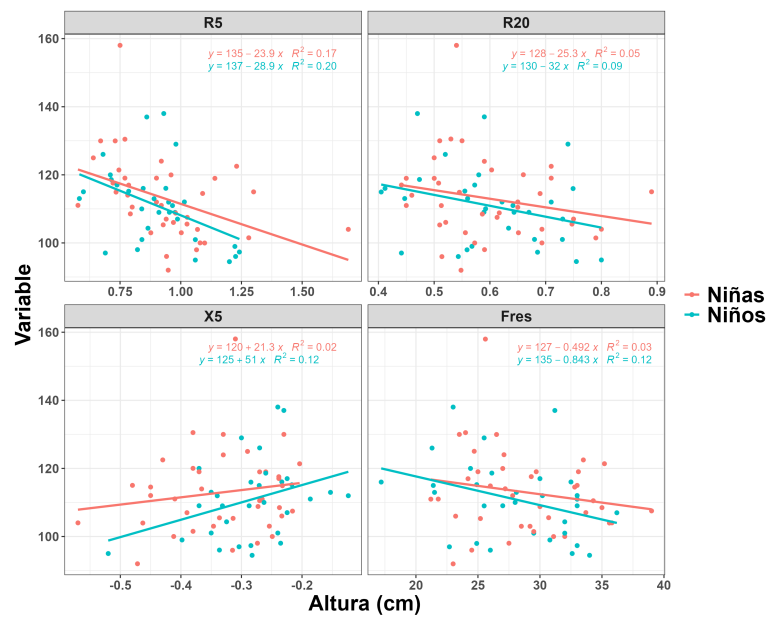 R5
R20
y = 135 − 23.9 x R² = 0.17
y = 137 − 28.9 x R² = 0.20
y = 128 − 25.3 x R² = 0.05
y = 130 − 32 x R² = 0.09
160
140
120
100
0.75 1.00 1.25 1.50
0.4 0.5 0.6 0.7 0.8 0.9
X5
Fres
y = 120 + 21.3 x R² = 0.02
y = 125 + 51 x R² = 0.12
y = 127 − 0.492 x R² = 0.03
y = 135 − 0.843 x R² = 0.12
160
140
120
100
-0.5 -0.4 -0.3 -0.2
20 25 30 35 40
Variable
Altura (cm)
Niñas
Niños